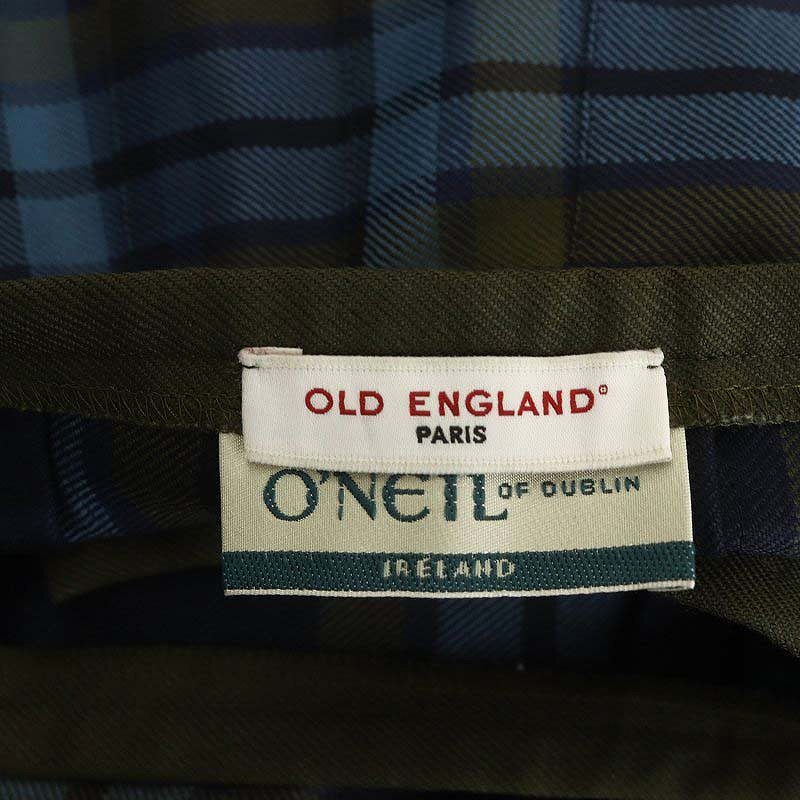 OLD ENGLAND®
PARIS
O'NEIL OF DUBLIN
IRELAND